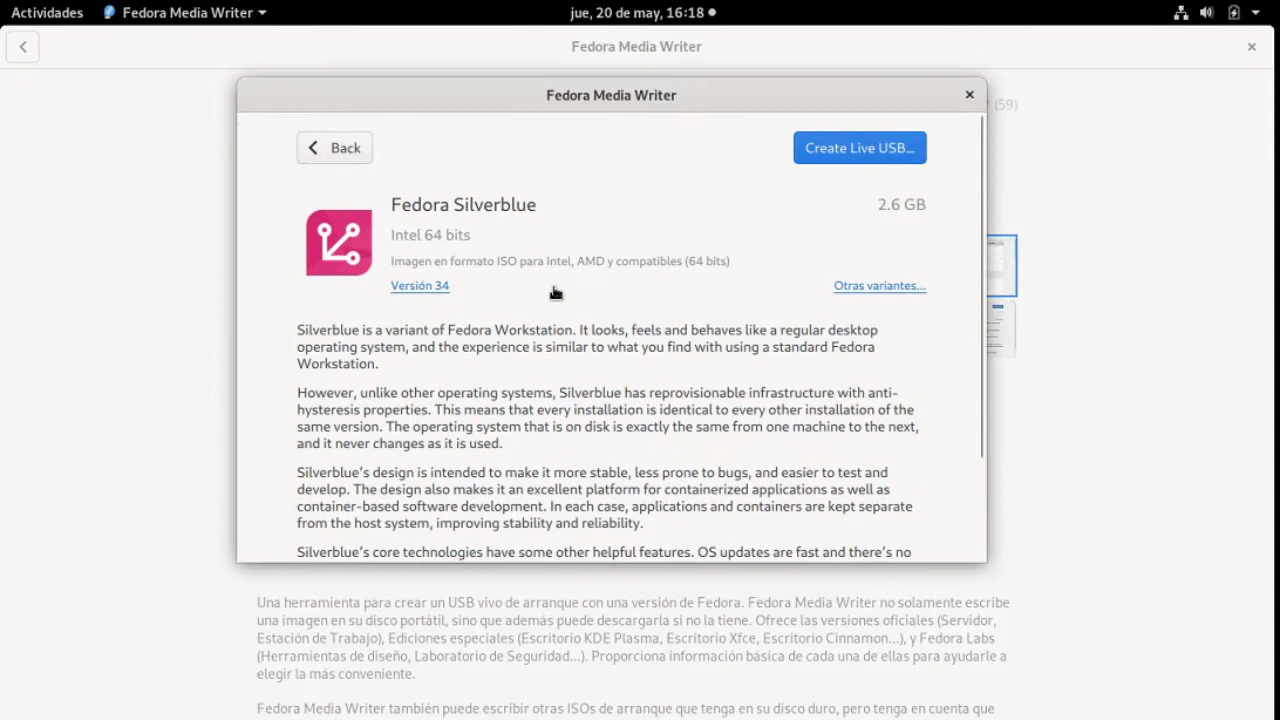 Actividades Fedora Media Writer jue, 20 de may, 16:18
Fedora Media Writer
(59)
Fedora Media Writer
Back Create Live USB...
Fedora Silverblue 2.6 GB
Intel 64 bits
Imagen en formato ISO para Intel, AMD y compatibles (64 bits)
Versión 34 Otras variantes...
Silverblue is a variant of Fedora Workstation. It looks, feels and behaves like a regular desktop
operating system, and the experience is similar to what you find with using a standard Fedora
Workstation.
However, unlike other operating systems, Silverblue has reprovisionable infrastructure with anti-
hysteresis properties. This means that every installation is identical to every other installation of the
same version. The operating system that is on disk is exactly the same from one machine to the next,
and it never changes as it is used.
Silverblue's design is intended to make it more stable, less prone to bugs, and easier to test and
develop. The design also makes it an excellent platform for containerized applications as well as
container-based software development. In each case, applications and containers are kept separate
from the host system, improving stability and reliability.
Silverblue's core technologies have some other helpful features. OS updates are fast and there's no
Una herramienta para crear un USB vivo de arranque con una versión de Fedora. Fedora Media Writer no solamente escribe
una imagen en su disco portátil, sino que además puede descargarla si no la tiene. Ofrece las versiones oficiales (Servidor,
Estación de Trabajo), Ediciones especiales (Escritorio KDE Plasma, Escritorio Xfce, Escritorio Cinnamon...), y Fedora Labs
(Herramientas de diseño, Laboratorio de Seguridad...). Proporciona información básica de cada una de ellas para ayudarle a
elegir la más conveniente.
Fedora Media Writer también puede escribir otras ISOs de arranque que tenga en su disco duro, pero tenga en cuenta que